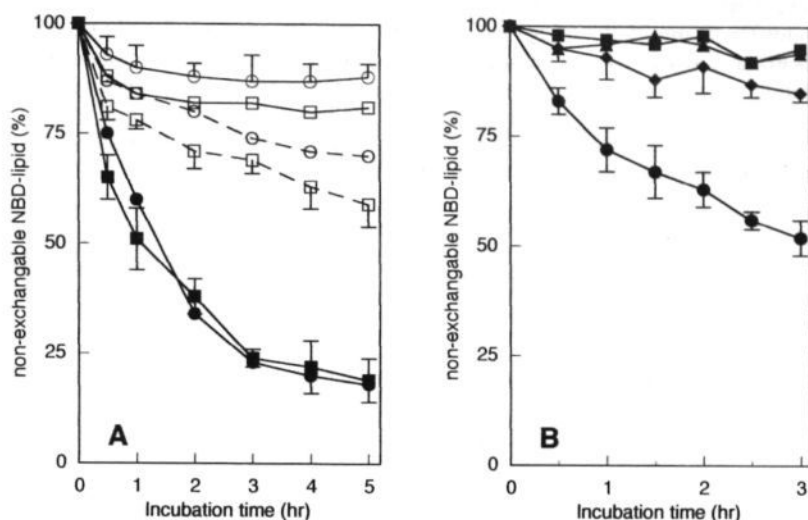 non-exchangable NBD-lipid (%)
100
75
50
25
0
A
0 1 2 3 4 5
Incubation time (hr)
non-exchangable NBD-lipid (%)
100
75
50
25
0
B
0 1 2 3
Incubation time (hr)